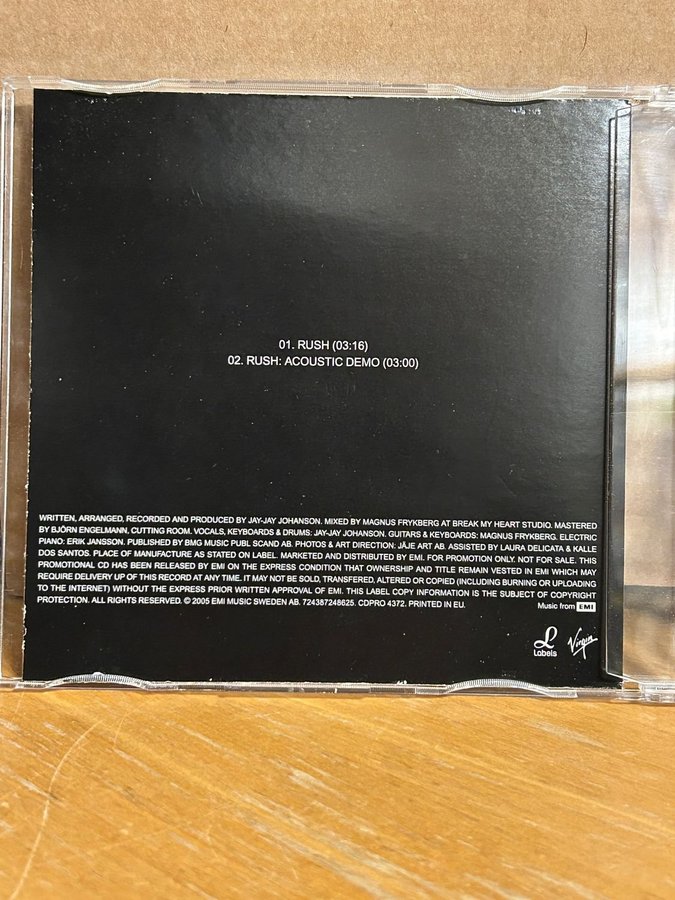 01. RUSH (03:16)
02. RUSH: ACOUSTIC DEMO (03:00)
WRITTEN, ARRANGED, RECORDED AND PRODUCED BY JAY-JAY JOHANSON. MIXED BY MAGNUS FRYKBERG AT BREAK MY HEART STUDIO. MASTERED
BY BJÖRN ENGELMANN, CUTTING ROOM. VOCALS, KEYBOARDS & DRUMS: JAY-JAY JOHANSON. GUITARS & KEYBOARDS: MAGNUS FRYKBERG. ELECTRIC
PIANO: ERIK JANSSON. PUBLISHED BY BMG MUSIC PUBL SCAND AB. PHOTOS & ART DIRECTION: JÄJE ART AB. ASSISTED BY LAURA DELICATA & KALLE
DOS SANTOS. PLACE OF MANUFACTURE AS STATED ON LABEL. MARKETED AND DISTRIBUTED BY EMI. FOR PROMOTION ONLY. NOT FOR SALE. THIS
PROMOTIONAL CD HAS BEEN RELEASED BY EMI ON THE EXPRESS CONDITION THAT OWNERSHIP AND TITLE REMAIN VESTED IN EMI WHICH MAY
REQUIRE DELIVERY UP OF THIS RECORD AT ANY TIME. IT MAY NOT BE SOLD, TRANSFERED, ALTERED OR COPIED (INCLUDING BURNING OR UPLOADING
TO THE INTERNET) WITHOUT THE EXPRESS PRIOR WRITTEN APPROVAL OF EMI. THIS LABEL COPY INFORMATION IS THE SUBJECT OF COPYRIGHT
PROTECTION. ALL RIGHTS RESERVED. © 2005 EMI MUSIC SWEDEN AB. 724387248625. CDPRO 4372. PRINTED IN EU.
Music from EMI
L Labels
Virgin